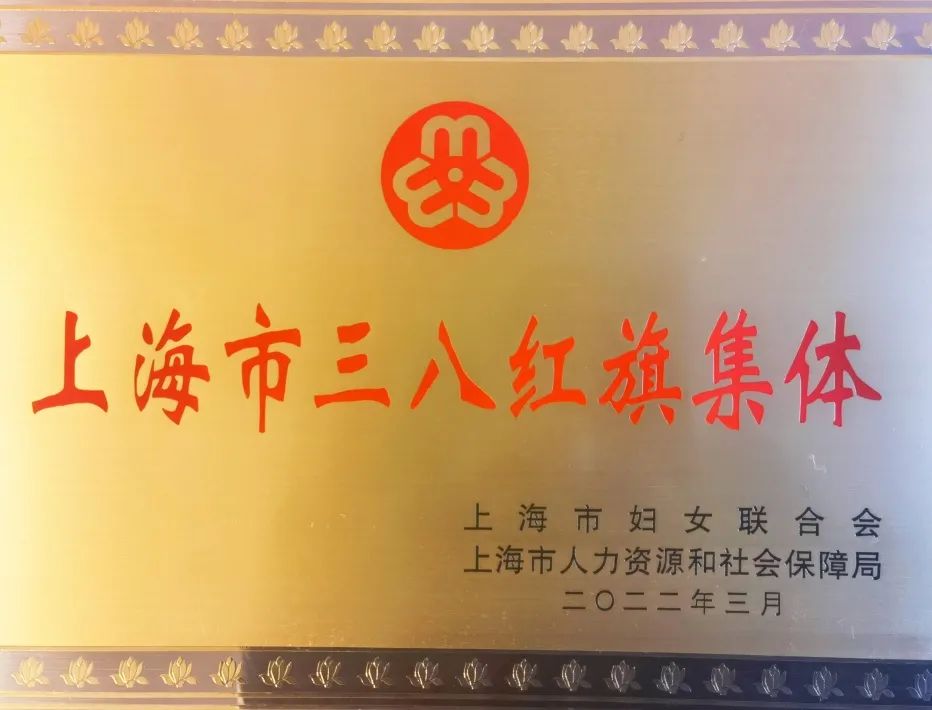 上海市三八红旗集体
上海市妇女联合会
上海市人力资源和社会保障局
二〇二二年三月